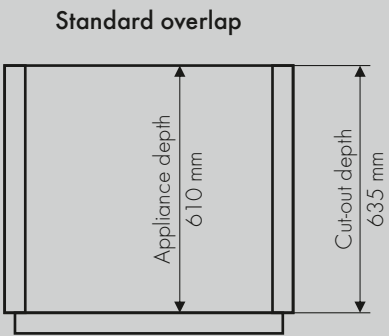 Standard overlap
Appliance depth
610 mm
Cut-out depth
635 mm